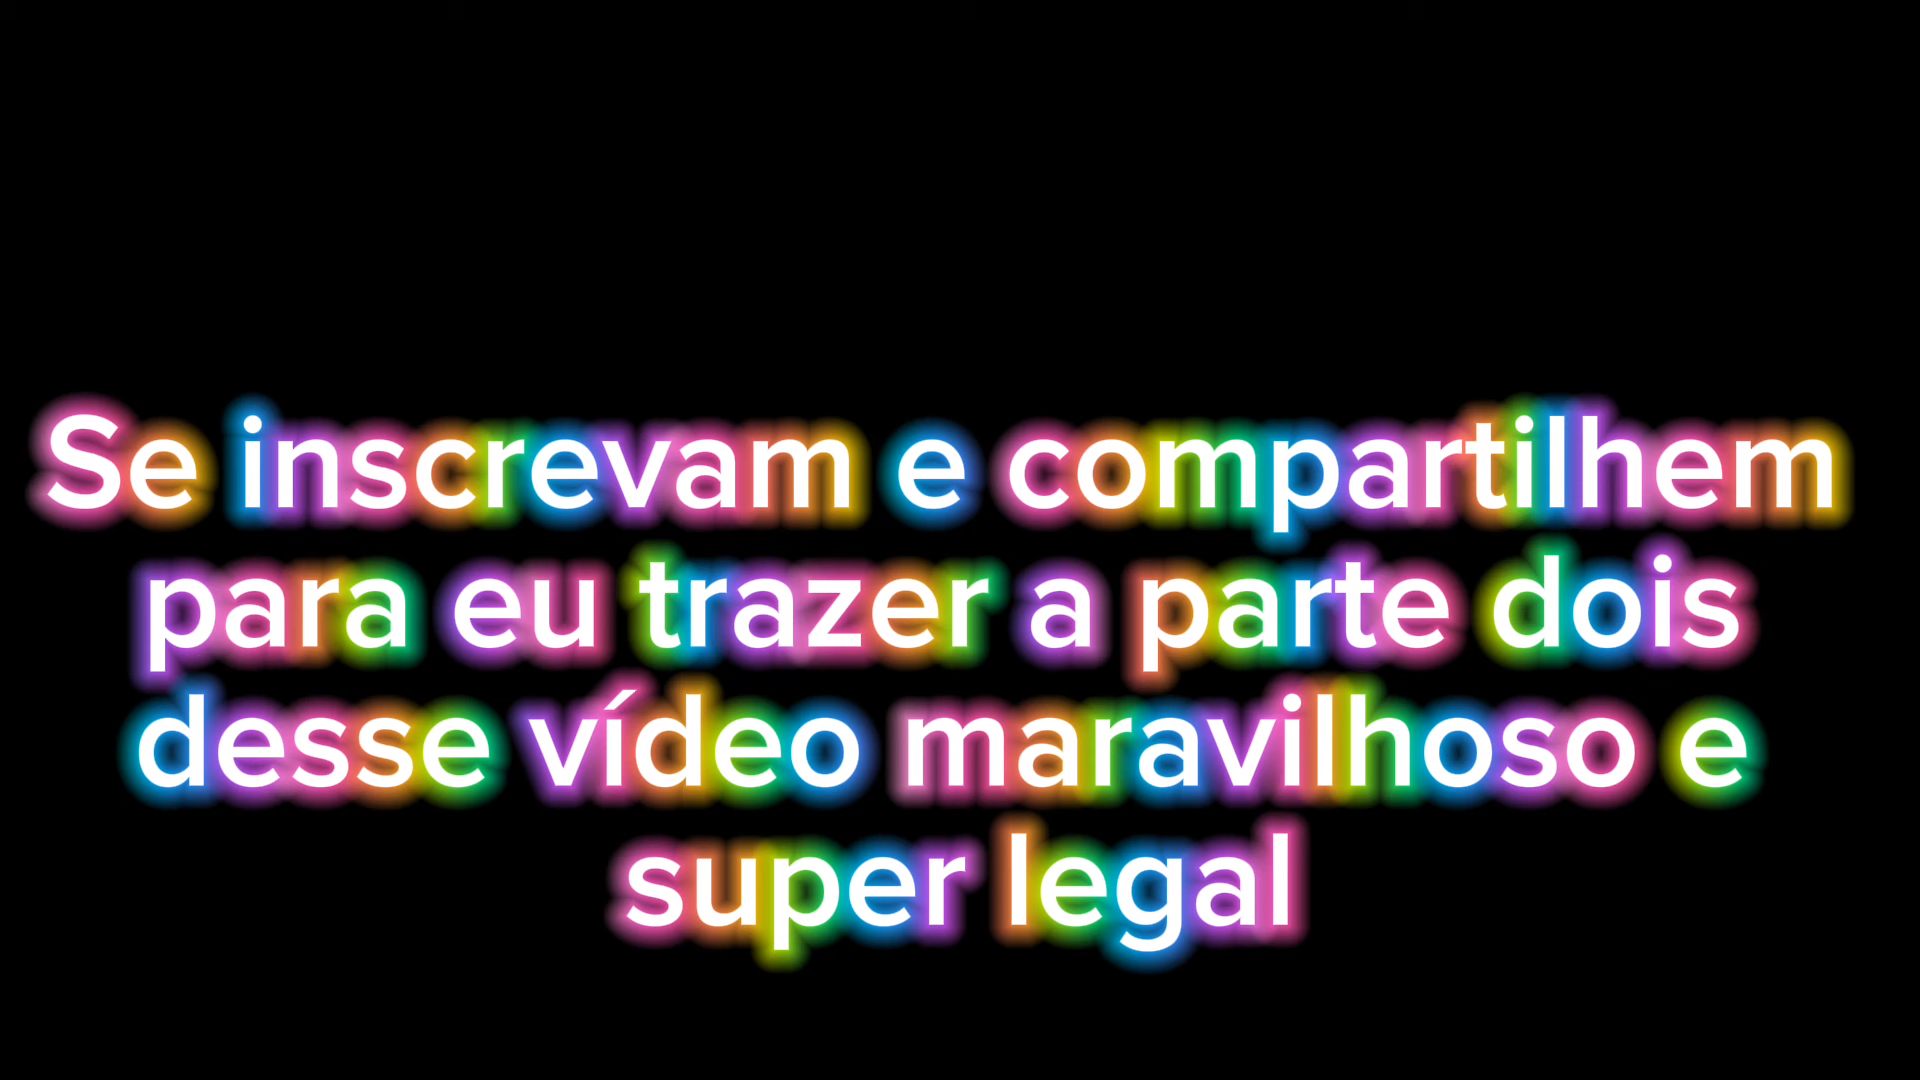 Se inscrevam e compartilhem
para eu trazer a parte dois
desse vídeo maravilhoso e
super legal